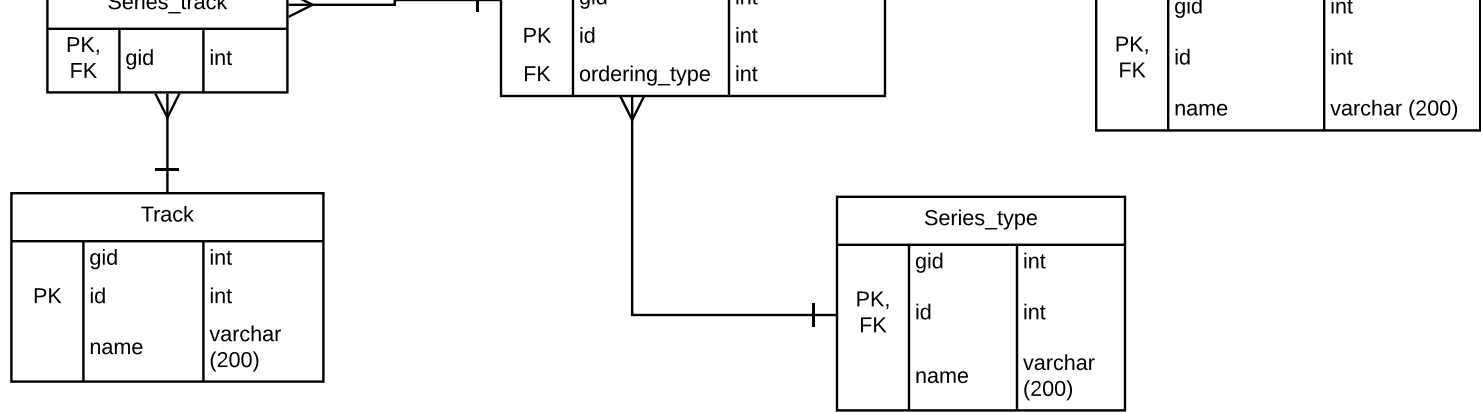 Series_track
PK,
FK
gid
int
gid
int
PK
id
int
FK
ordering_type
int
gid
int
PK,
FK
id
int
name
varchar (200)
Track
gid
int
PK
id
int
name
varchar
(200)
Series_type
gid
int
PK,
FK
id
int
name
varchar
(200)